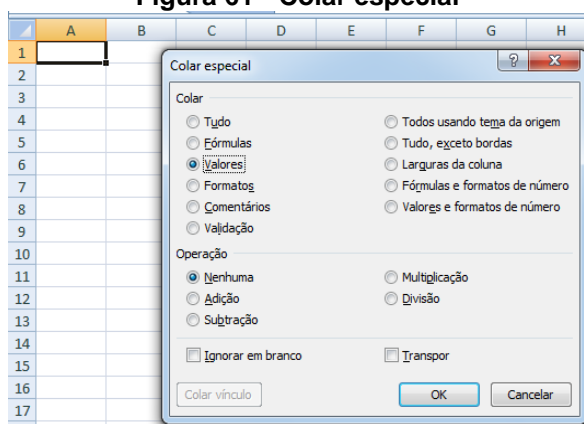 Figura 01 - Colar especial
A B C D E F G H
1
2
3
4
5
6
7
8
9
10
11
12
13
14
15
16
17
Colar especial
Colar
Tudo
Fórmulas
Valores
Formatos
Comentários
Validação
Todos usando tema da origem
Tudo, exceto bordas
Larguras da coluna
Fórmulas e formatos de número
Valores e formatos de número
Operação
Nenhuma
Adição
Subtração
Multiplicação
Divisão
Ignorar em branco
Transpor
Colar vínculo
OK
Cancelar